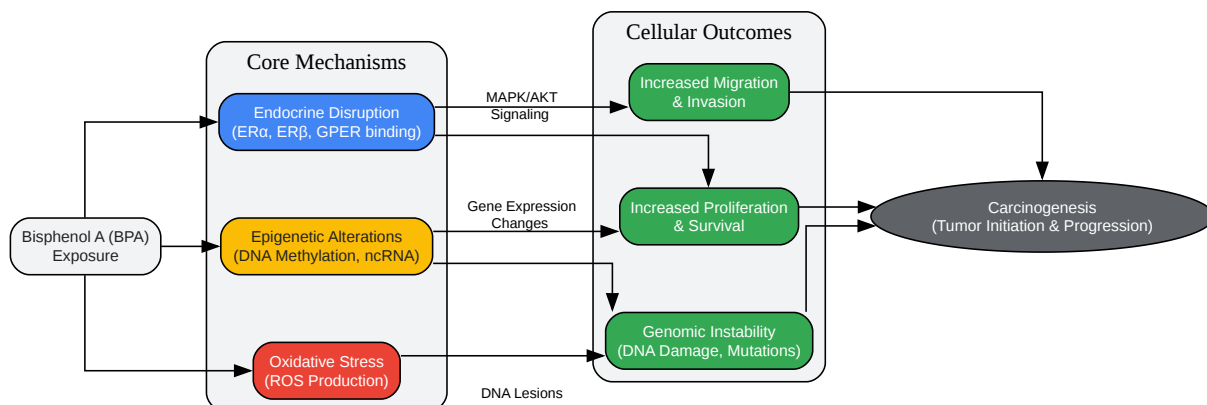 Bisphenol A (BPA)
Exposure
Core Mechanisms
Endocrine Disruption
(ERα, ERβ, GPER binding)
Epigenetic Alterations
(DNA Methylation, ncRNA)
Oxidative Stress
(ROS Production)
MAPK/AKT
Signaling
Gene Expression
Changes
DNA Lesions
Cellular Outcomes
Increased Migration
& Invasion
Increased Proliferation
& Survival
Genomic Instability
(DNA Damage, Mutations)
Carcinogenesis
(Tumor Initiation & Progression)